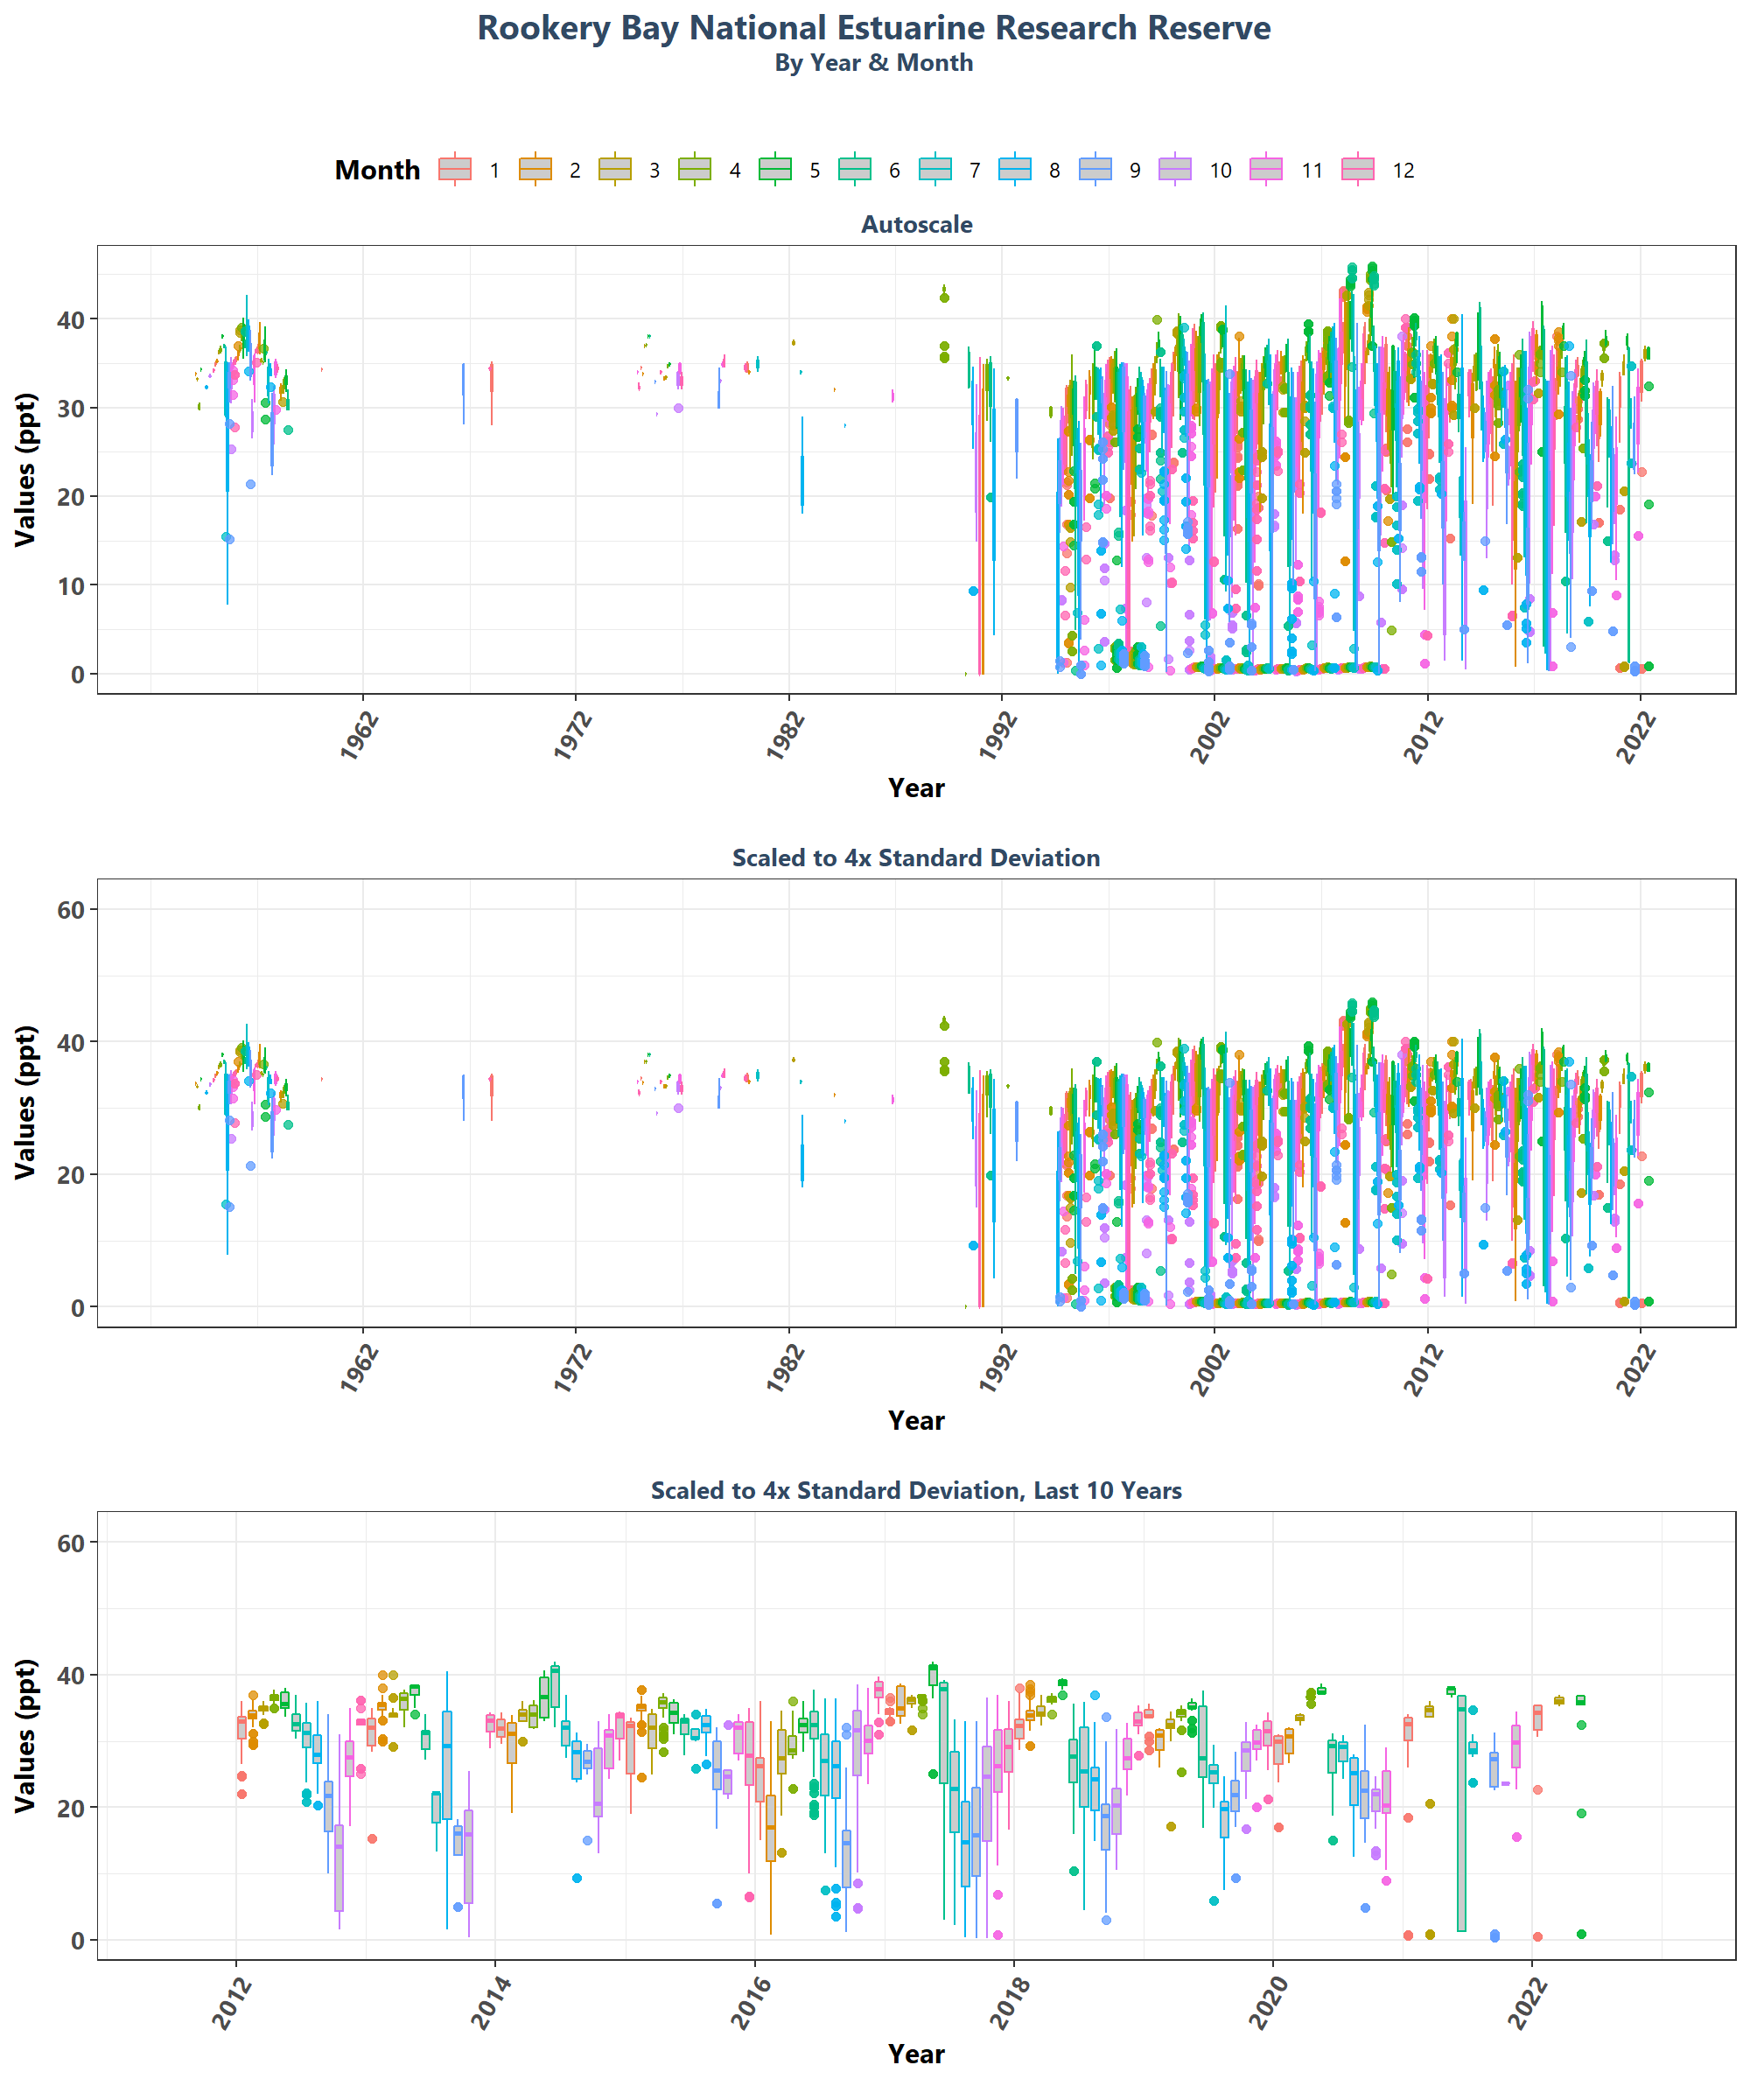 Rookery Bay National Estuarine Research Reserve
By Year & Month
Month 1 2 3 4 5 6 7 8 9 10 11 12
Autoscale
Values (ppt)
40
30
20
10
0
1962 1972 1982 1992 2002 2012 2022
Year
Scaled to 4x Standard Deviation
Values (ppt)
60
40
20
0
1962 1972 1982 1992 2002 2012 2022
Year
Scaled to 4x Standard Deviation, Last 10 Years
Values (ppt)
60
40
20
0
2012 2014 2016 2018 2020 2022
Year